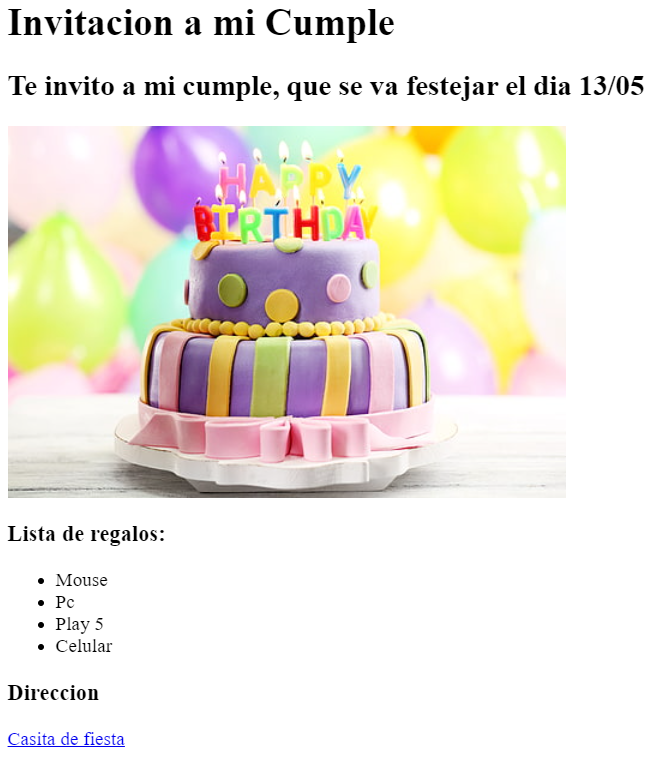 Invitacion a mi Cumple
Te invito a mi cumple, que se va festejar el dia 13/05
HAPPY
BIRTHDAY
Lista de regalos:
Mouse
Pc
Play 5
Celular
Direccion
Casita de fiesta